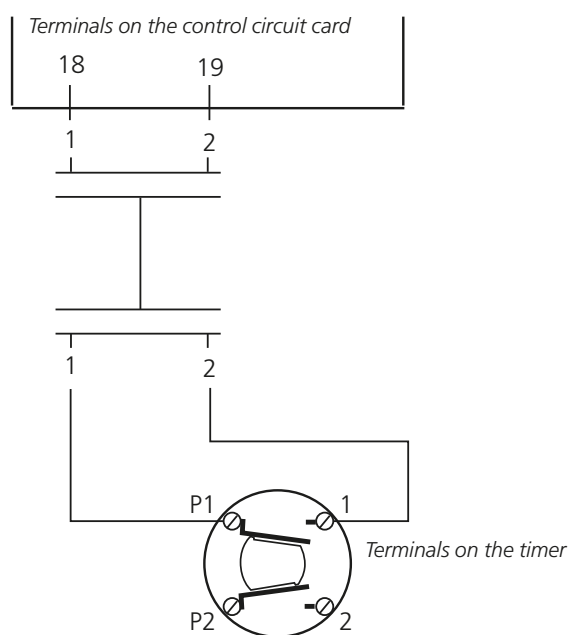 Terminals on the control circuit card
18 19
1 2
1 2
P1 1
Terminals on the timer
P2 2